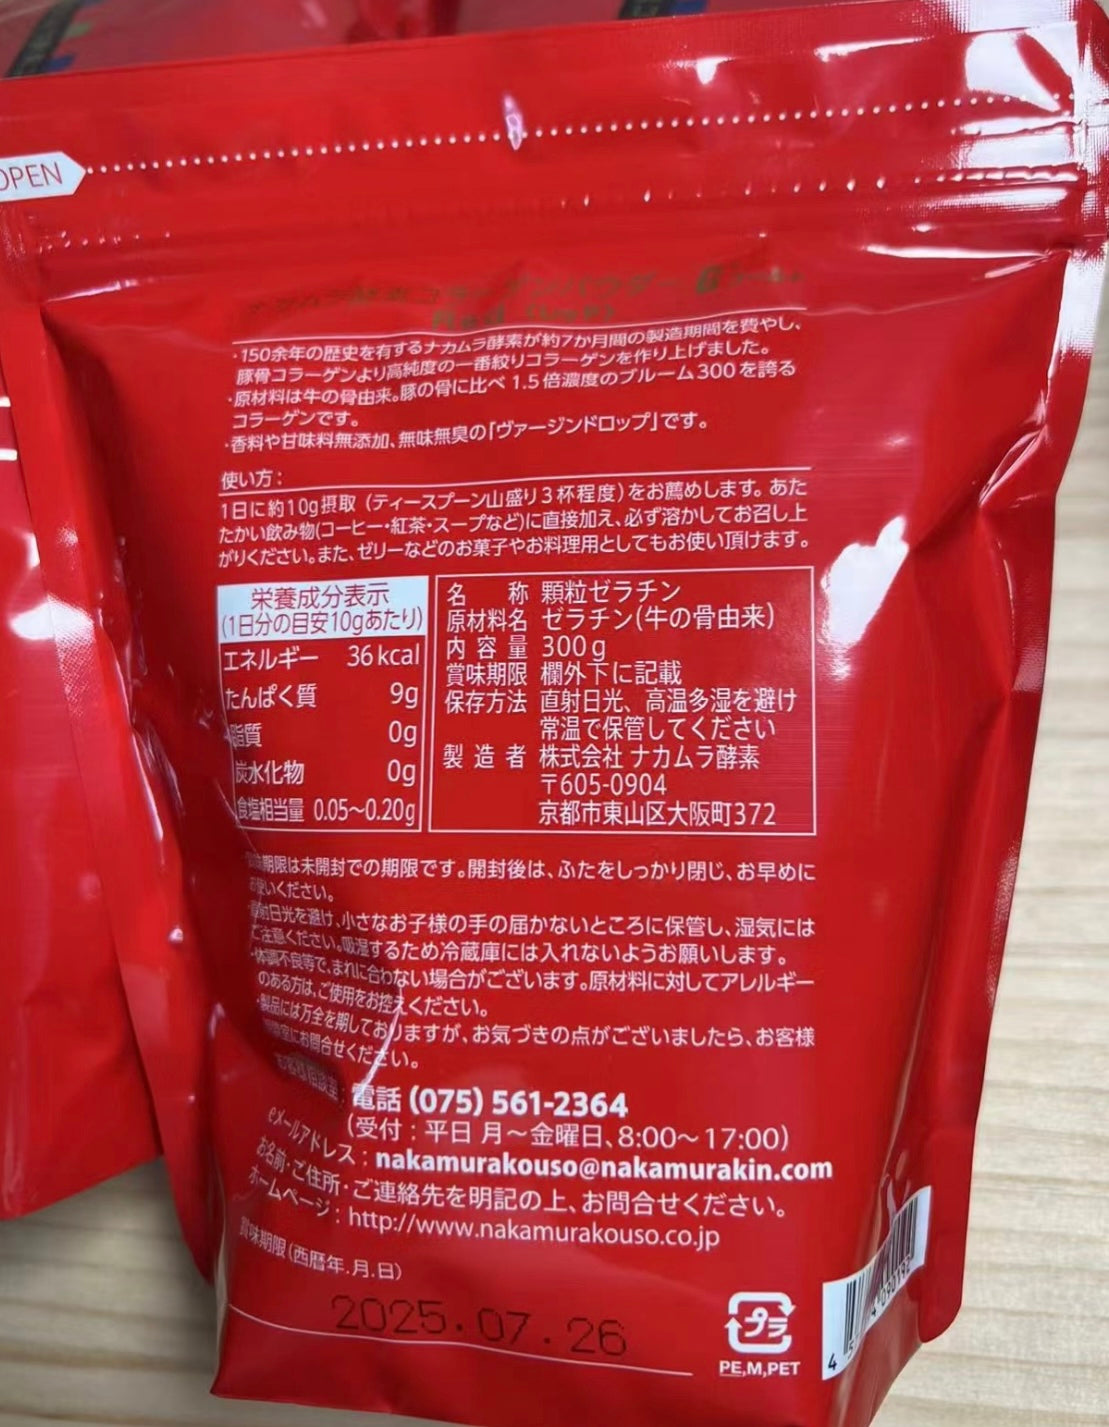 OPEN
・150余年の歴史を有するナカムラ酵素が約7か月間の製造期間を費やし、
豚骨コラーゲンより高純度の一番絞りコラーゲンを作り上げました。
・原材料は牛の骨由来。豚の骨に比べ1.5倍濃度のブルーム300を誇る
コラーゲンです。
・香料や甘味料無添加、無味無臭の「ヴァージンドロップ」です。
使い方：
1日に約10g摂取（ティースプーン山盛り3杯程度）をお薦めします。あた
たかい飲み物(コーヒー・紅茶・スープなど)に直接加え、必ず溶かしてお召し上
がりください。また、ゼリーなどのお菓子やお料理用としてもお使い頂けます。
栄養成分表示
(1日分の目安10gあたり)
エネルギー 36 kcal
たんぱく質 9g
脂質 0g
炭水化物 0g
食塩相当量 0.05〜0.20g
名 称 顆粒ゼラチン
原材料名 ゼラチン(牛の骨由来)
内容量 300g
賞味期限 欄外下に記載
保存方法 直射日光、高温多湿を避け
常温で保管してください
製造者 株式会社 ナカムラ酵素
〒605-0904
京都市東山区大阪町372
期限は未開封での期限です。開封後は、ふたをしっかり閉じ、お早めに
お使いください。
直射日光を避け、小さなお子様の手の届かないところに保管し、湿気には
ご注意ください。吸湿するため冷蔵庫には入れないようお願いします。
・体調不良等で、まれに合わない場合がございます。原材料に対してアレルギー
のある方は、ご使用をお控えください。
・製品には万全を期しておりますが、お気づきの点がございましたら、お客様
にお問合せください。
お客様相談室：電話 (075) 561-2364
（受付：平日 月〜金曜日、8:00〜17:00）
eメールアドレス：nakamurakouso@nakamurakin.com
お名前・ご住所・ご連絡先を明記の上、お問合せください。
ホームページ：http://www.nakamurakouso.co.jp
賞味期限（西暦年.月.日）
2025.07.26
プラ
PE,M,PET